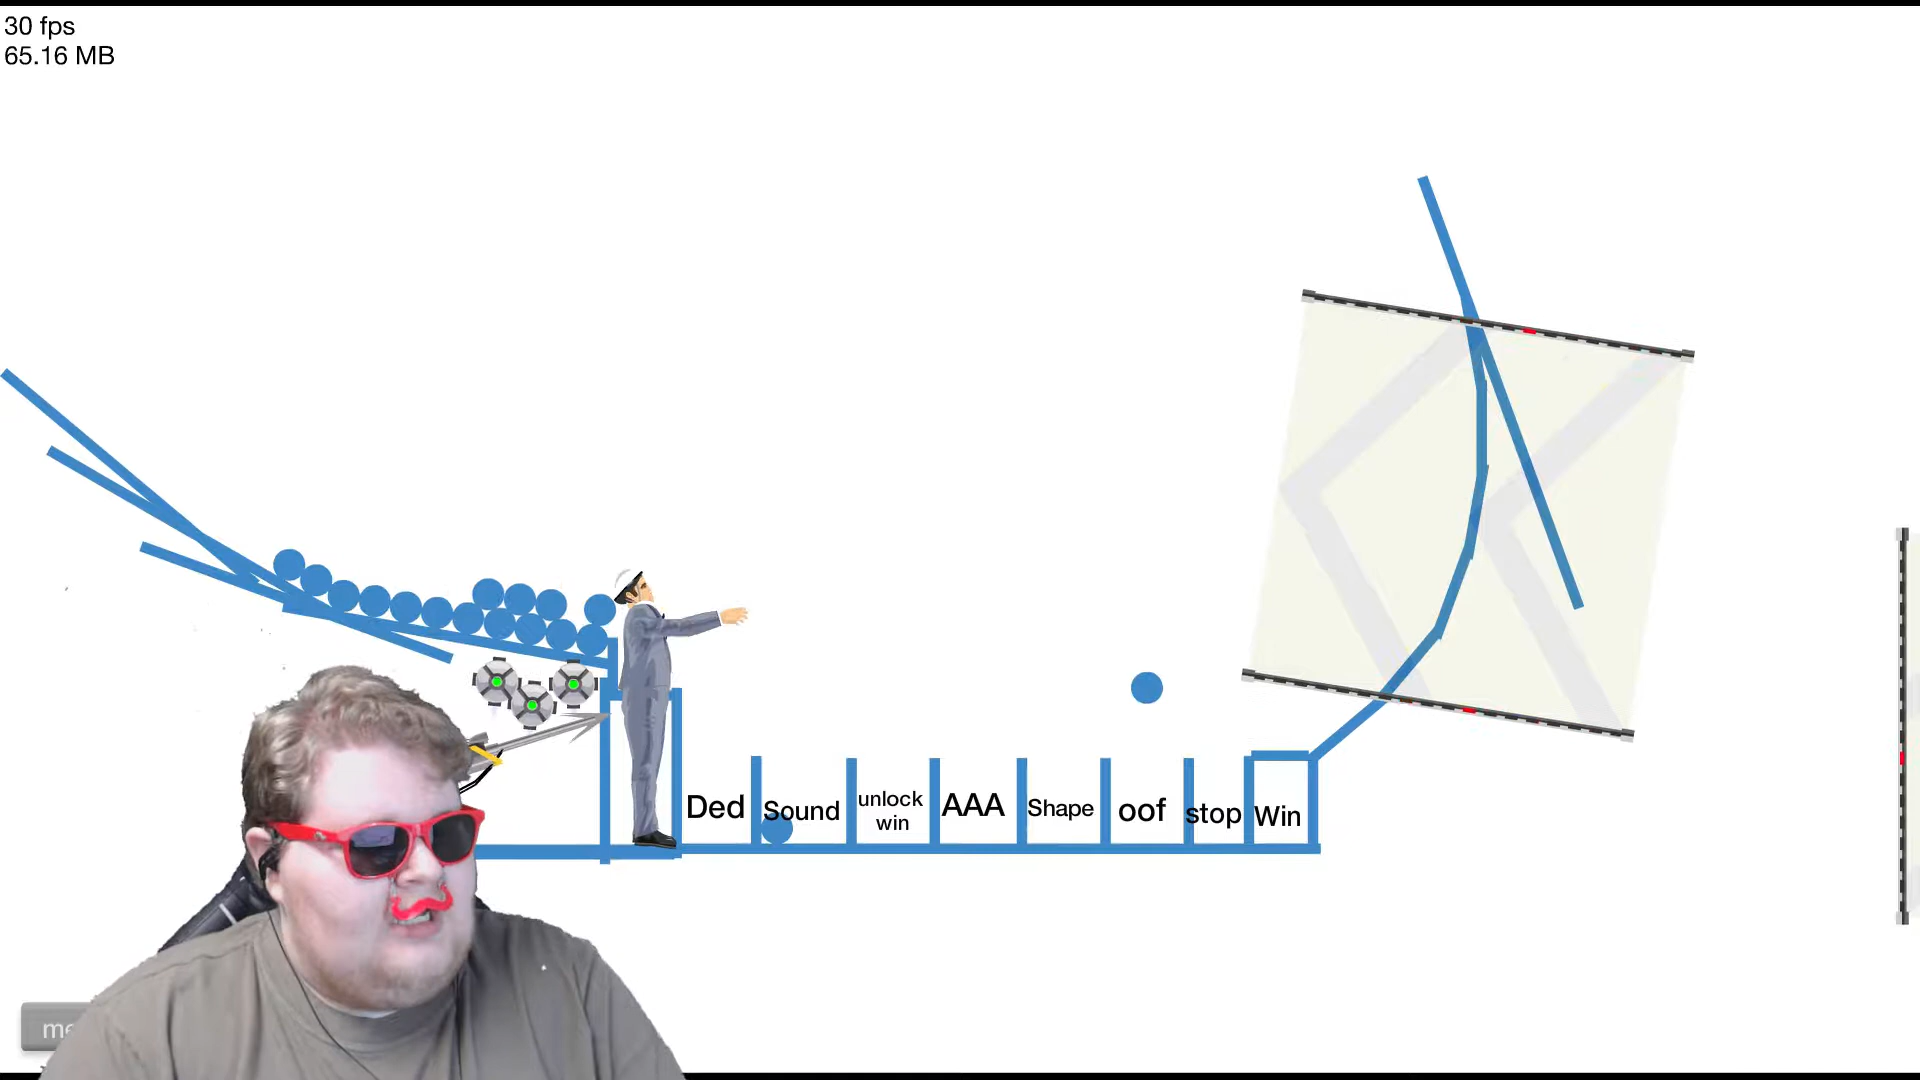 30 fps
65.16 MB
Ded
Sound
unlock
win
AAA
Shape
oof
stop
Win